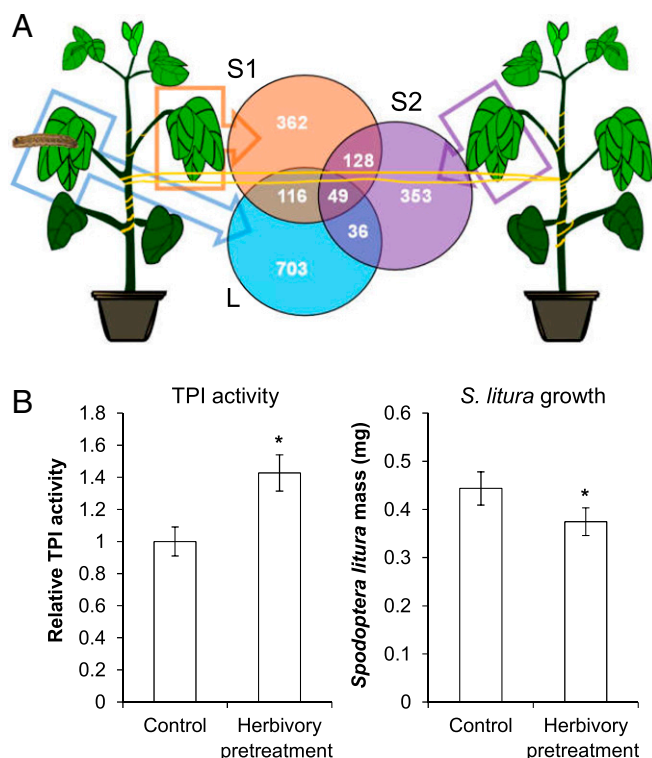 A
S1
S2
362
128
116
49
353
36
703
L
B
TPI activity
Relative TPI activity
1.8
1.6
1.4
1.2
1
0.8
0.6
0.4
0.2
0
*
Control
Herbivory
pretreatment
S. litura growth
Spodoptera litura mass (mg)
0.6
0.5
0.4
0.3
0.2
0.1
0
*
Control
Herbivory
pretreatment